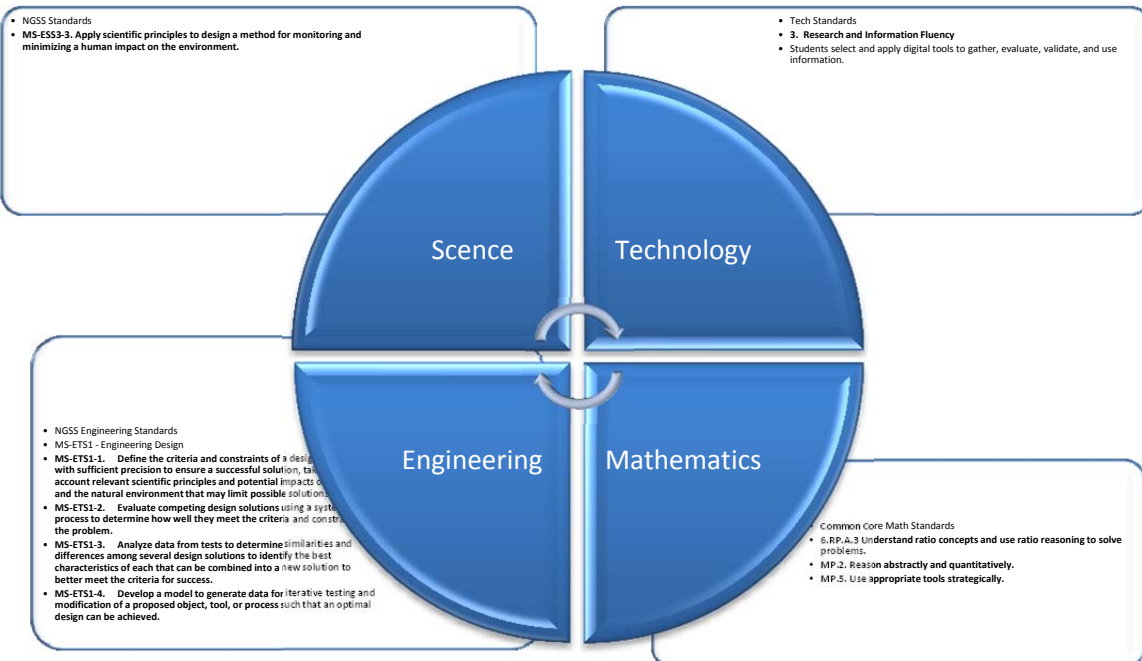 • NGSS Standards
• MS-ESS3-3. Apply scientific principles to design a method for monitoring and
minimizing a human impact on the environment.
• Tech Standards
• 3. Research and Information Fluency
• Students select and apply digital tools to gather, evaluate, validate, and use
information.
Scence
Technology
Engineering
Mathematics
• NGSS Engineering Standards
• MS-ETS1 - Engineering Design
• MS-ETS1-1. Define the criteria and constraints of a desig
with sufficient precision to ensure a successful solution, tak
account relevant scientific principles and potential impacts
and the natural environment that may limit possible solution
• MS-ETS1-2. Evaluate competing design solutions using a syste
process to determine how well they meet the criteria and constr
the problem.
• MS-ETS1-3. Analyze data from tests to determine similarities and
differences among several design solutions to identify the best
characteristics of each that can be combined into a new solution to
better meet the criteria for success.
• MS-ETS1-4. Develop a model to generate data for iterative testing and
modification of a proposed object, tool, or process such that an optimal
design can be achieved.
• Common Core Math Standards
• 6.RP.A.3 Understand ratio concepts and use ratio reasoning to solve
problems.
• MP.2. Reason abstractly and quantitatively.
• MP.5. Use appropriate tools strategically.